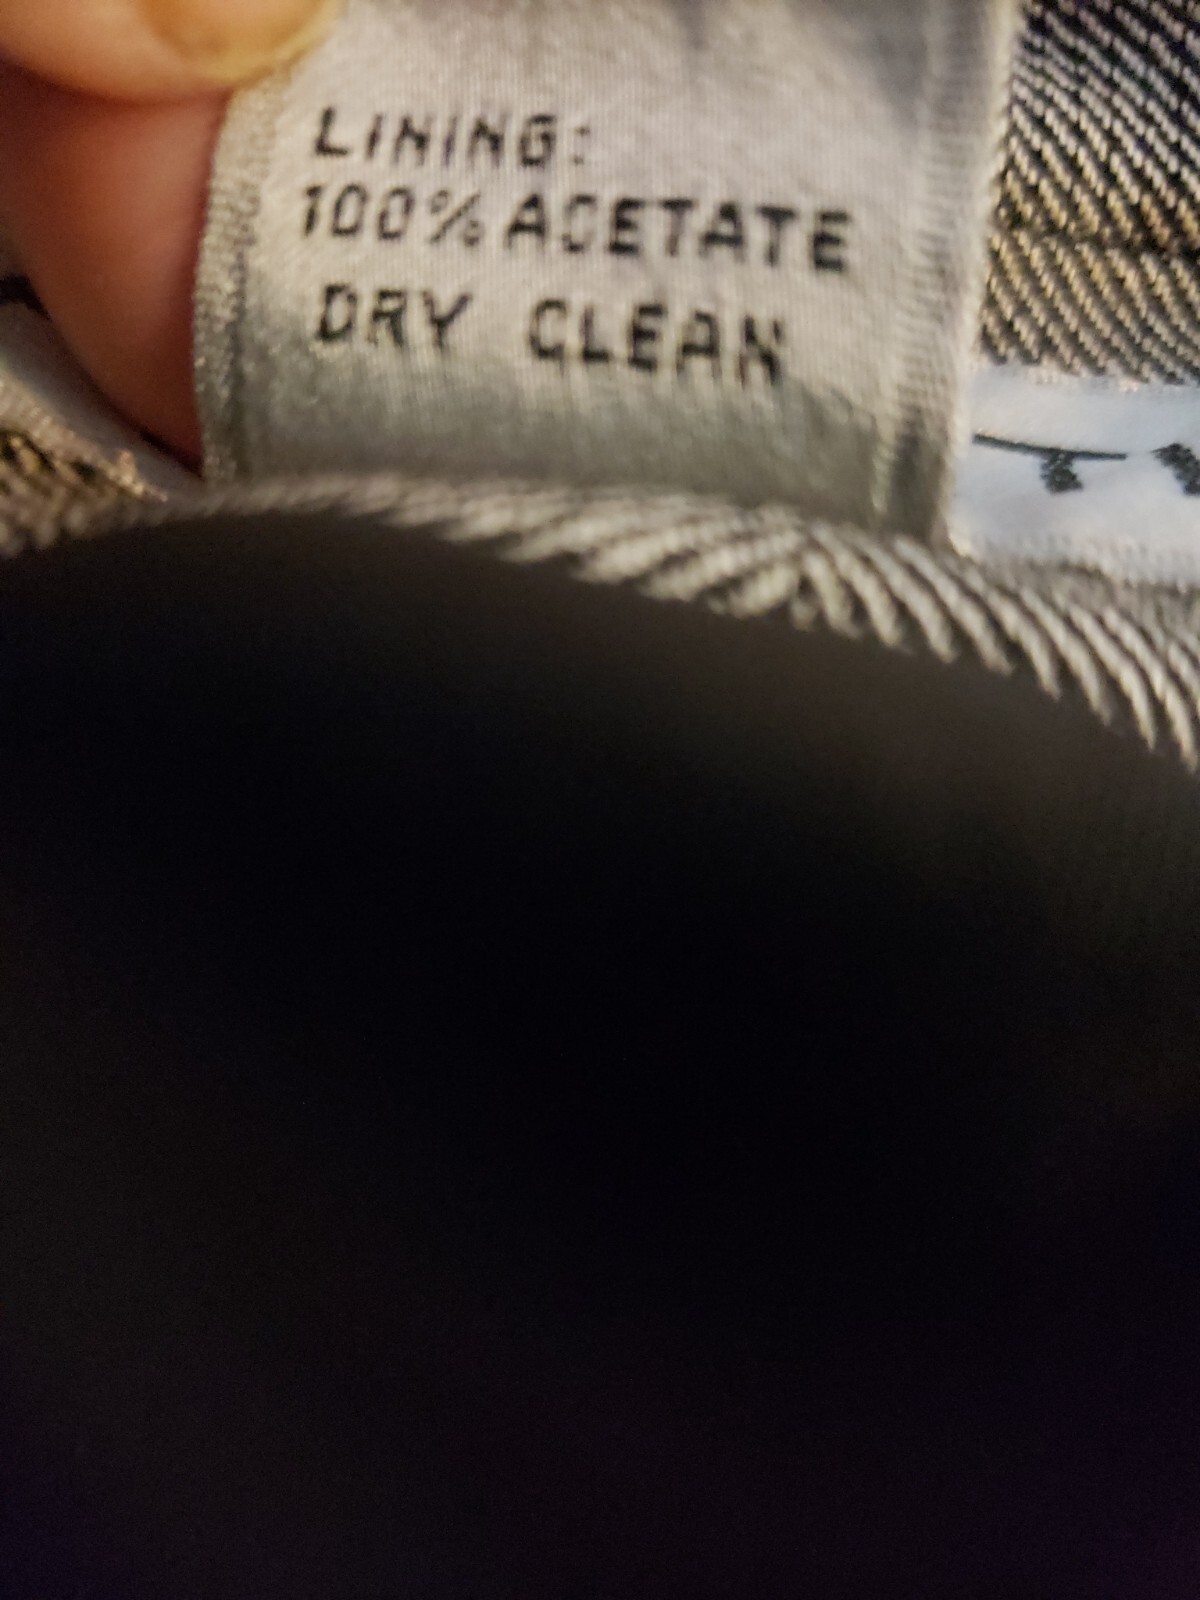 LINING:
100% ACETATE
DRY CLEAN